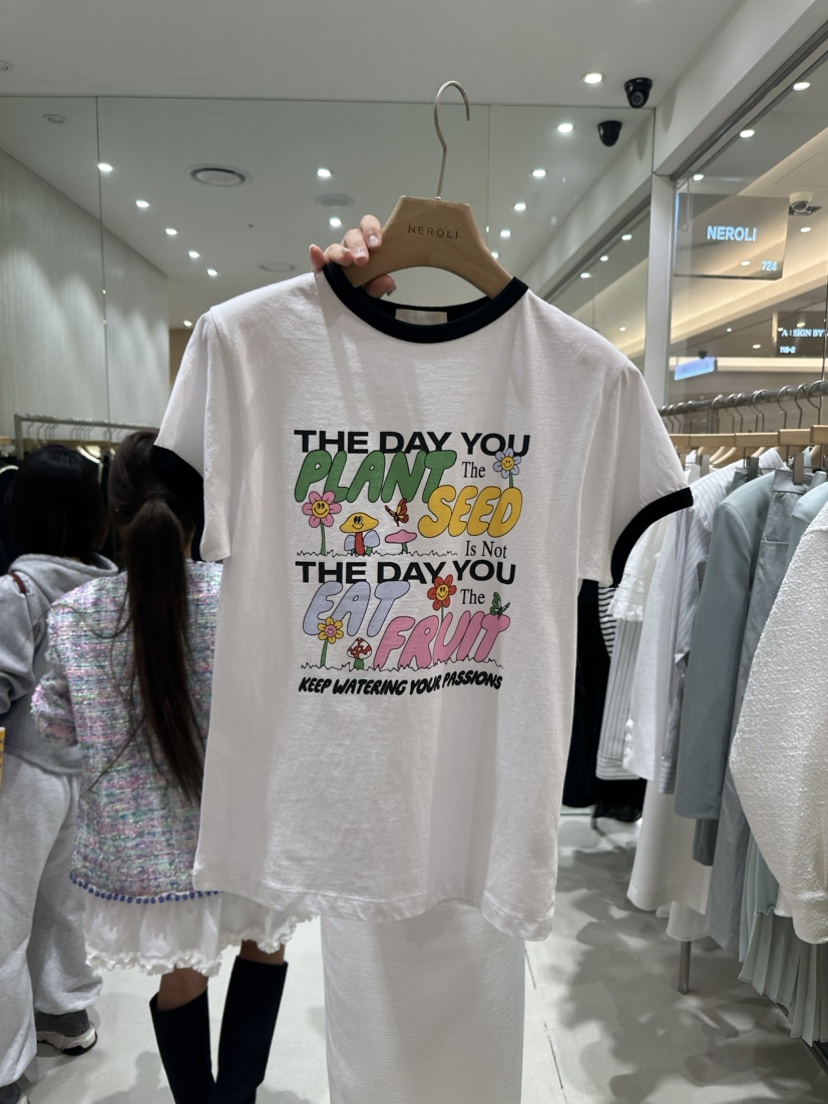 NEROLI
NEROLI
724
THE DAY YOU
PLANT The
SEED
Is Not
THE DAY YOU
EAT The
FRUIT
KEEP WATERING YOUR PASSIONS